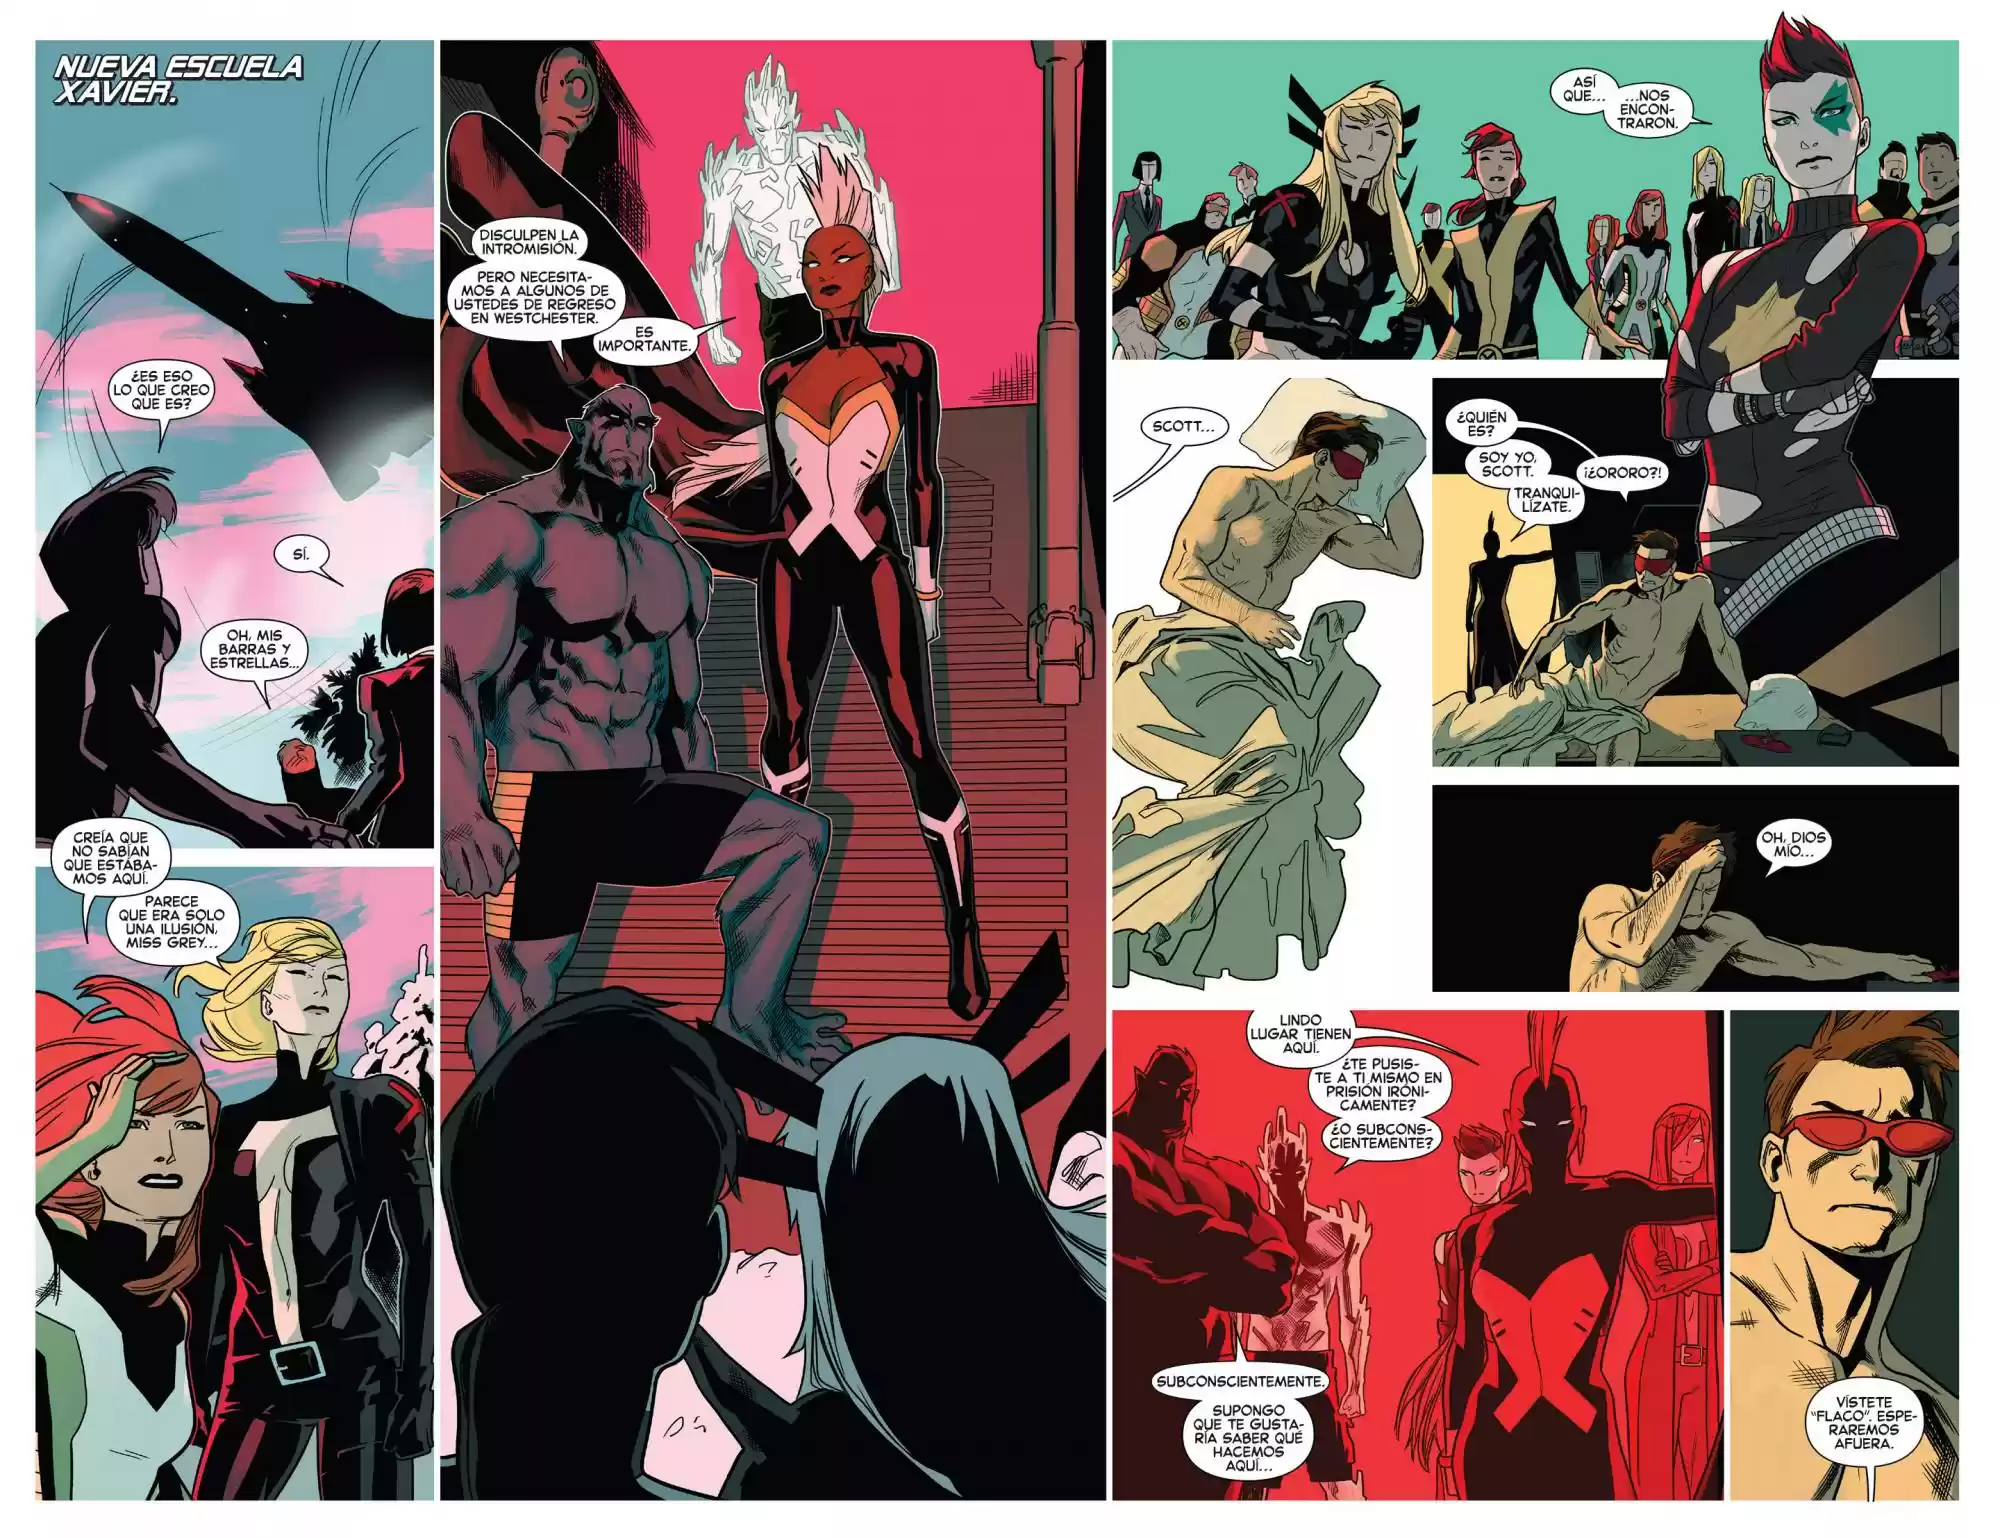 NUEVA ESCUELA
XAVIER.
¿ES ESO
LO QUE CREO
QUE ES?
SÍ.
OH, MIS
BARRAS Y
ESTRELLAS...
CREÍA QUE
NO SABÍAN
QUE ESTÁBA-
MOS AQUÍ.
PARECE
QUE ERA SOLO
UNA ILUSIÓN,
MISS GREY...
DISCULPEN LA
INTROMISIÓN.
PERO NECESITA-
MOS A ALGUNOS DE
USTEDES DE REGRESO
EN WESTCHESTER.
ES
IMPORTANTE.
ASÍ
QUE...
...NOS
ENCON-
TRARON.
SCOTT...
¿QUIÉN
ES?
SOY YO,
SCOTT.
¡¿ORORO?!
TRANQUI-
LÍZATE.
OH, DIOS
MÍO...
LINDO
LUGAR TIENEN
AQUÍ.
¿TE PUSIS-
TE A TI MISMO EN
PRISIÓN IRÓNI-
CAMENTE?
¿O SUBCONS-
CIENTEMENTE?
SUBCONSCIENTEMENTE.
SUPONGO
QUE TE GUSTA-
RÍA SABER QUÉ
HACEMOS
AQUÍ...
VÍSTETE
"FLACO". ESPE-
RAREMOS
AFUERA.